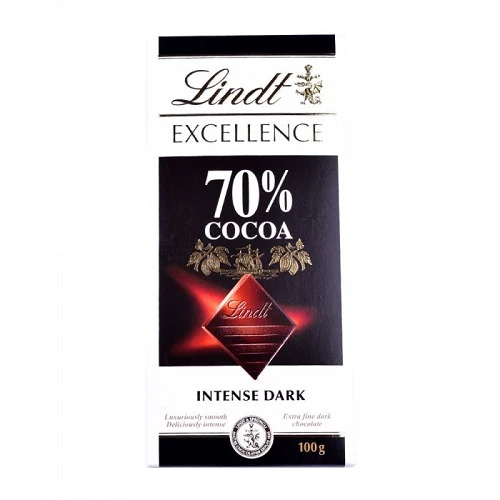 Lindt
EXCELLENCE
70%
COCOA
Lindt
INTENSE DARK
Luxuriously smooth
Deliciously intense
Extra fine dark
chocolate
100g